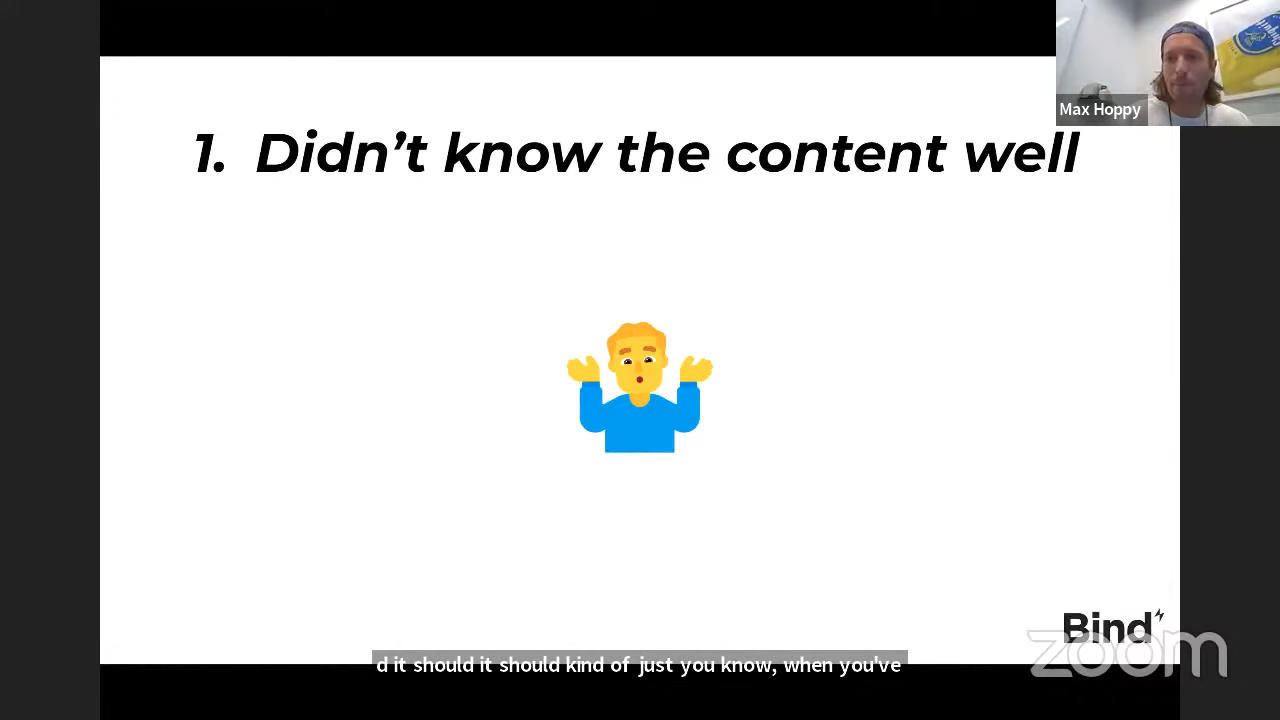 1. Didn't know the content well
Max Hoppy
Bind
zoom
d it should it should kind of just you know, when you've